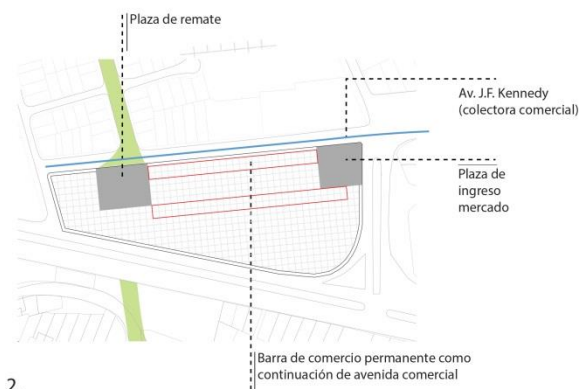 Plaza de remate
Av. J.F. Kennedy
(colectora comercial)
Plaza de
ingreso
mercado
Barra de comercio permanente como
continuación de avenida comercial
2